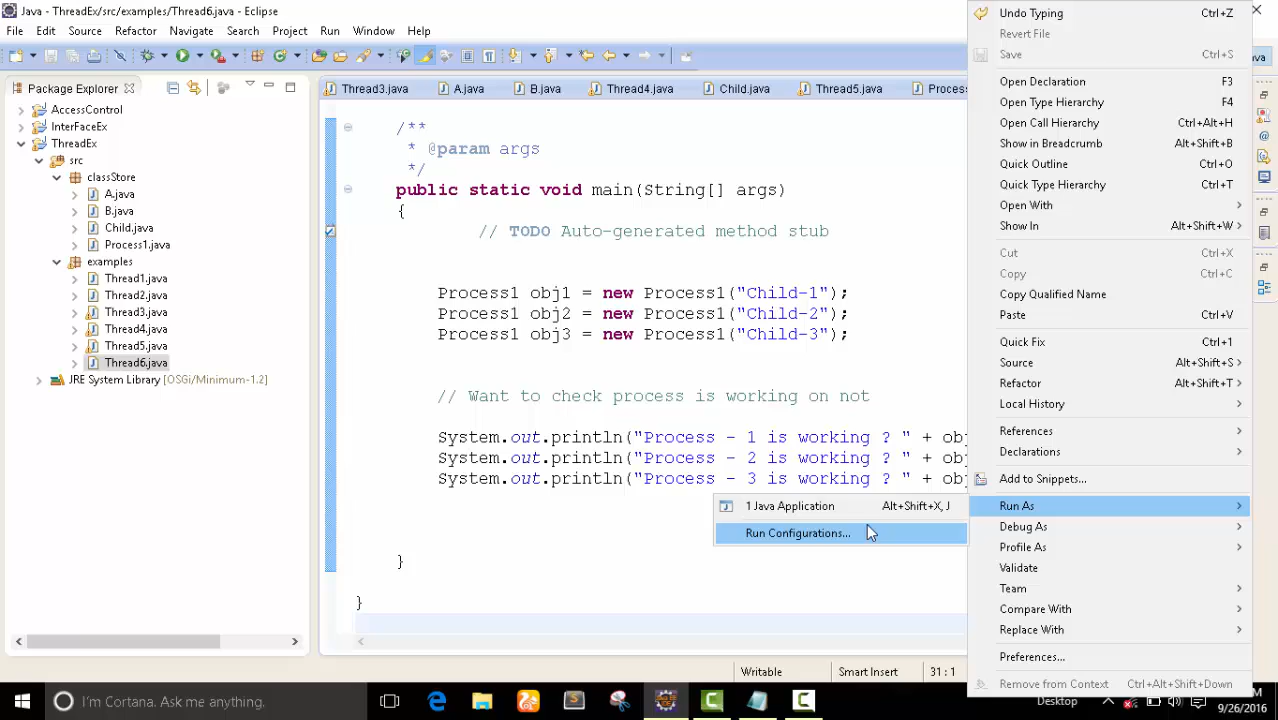 Java - ThreadEx/src/examples/Thread6.java - Eclipse
File Edit Source Refactor Navigate Search Project Run Window Help
Package Explorer
AccessControl
InterFaceEx
ThreadEx
src
classStore
A.java
B.java
Child.java
Process1.java
examples
Thread1.java
Thread2.java
Thread3.java
Thread4.java
Thread5.java
Thread6.java
JRE System Library [OSGi/Minimum-1.2]
Thread3.java A.java B.java Thread4.java Child.java Thread5.java Process
/**
* @param args
*/
public static void main(String[] args)
{
// TODO Auto-generated method stub
Process1 obj1 = new Process1("Child-1");
Process1 obj2 = new Process1("Child-2");
Process1 obj3 = new Process1("Child-3");
// Want to check process is working on not
System.out.println("Process - 1 is working ? " + obj
System.out.println("Process - 2 is working ? " + obj
System.out.println("Process - 3 is working ? " + obj
}
}
1 Java Application Alt+Shift+X, J
Run Configurations...
Undo Typing Ctrl+Z
Revert File
Save Ctrl+S
Open Declaration F3
Open Type Hierarchy F4
Open Call Hierarchy Ctrl+Alt+H
Show in Breadcrumb Alt+Shift+B
Quick Outline Ctrl+O
Quick Type Hierarchy Ctrl+T
Open With
Show In Alt+Shift+W
Cut Ctrl+X
Copy Ctrl+C
Copy Qualified Name
Paste Ctrl+V
Quick Fix Ctrl+1
Source Alt+Shift+S
Refactor Alt+Shift+T
Local History
References
Declarations
Add to Snippets...
Run As
Debug As
Profile As
Validate
Team
Compare With
Replace With
Preferences...
Remove from Context Ctrl+Alt+Shift+Down
Writable Smart Insert 31 : 1
I'm Cortana. Ask me anything.
Desktop
9/26/2016